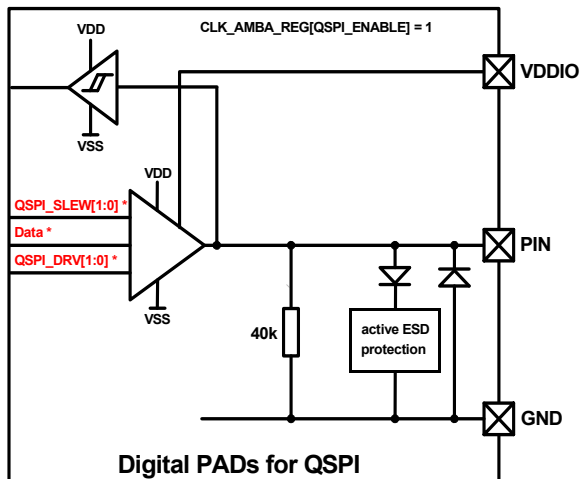 VDD
CLK_AMBA_REG[QSPI_ENABLE] = 1
VDDIO
VSS
VDD
QSPI_SLEW[1:0] *
Data *
PIN
QSPI_DRV[1:0] *
VSS
40k
active ESD
protection
GND
Digital PADs for QSPI